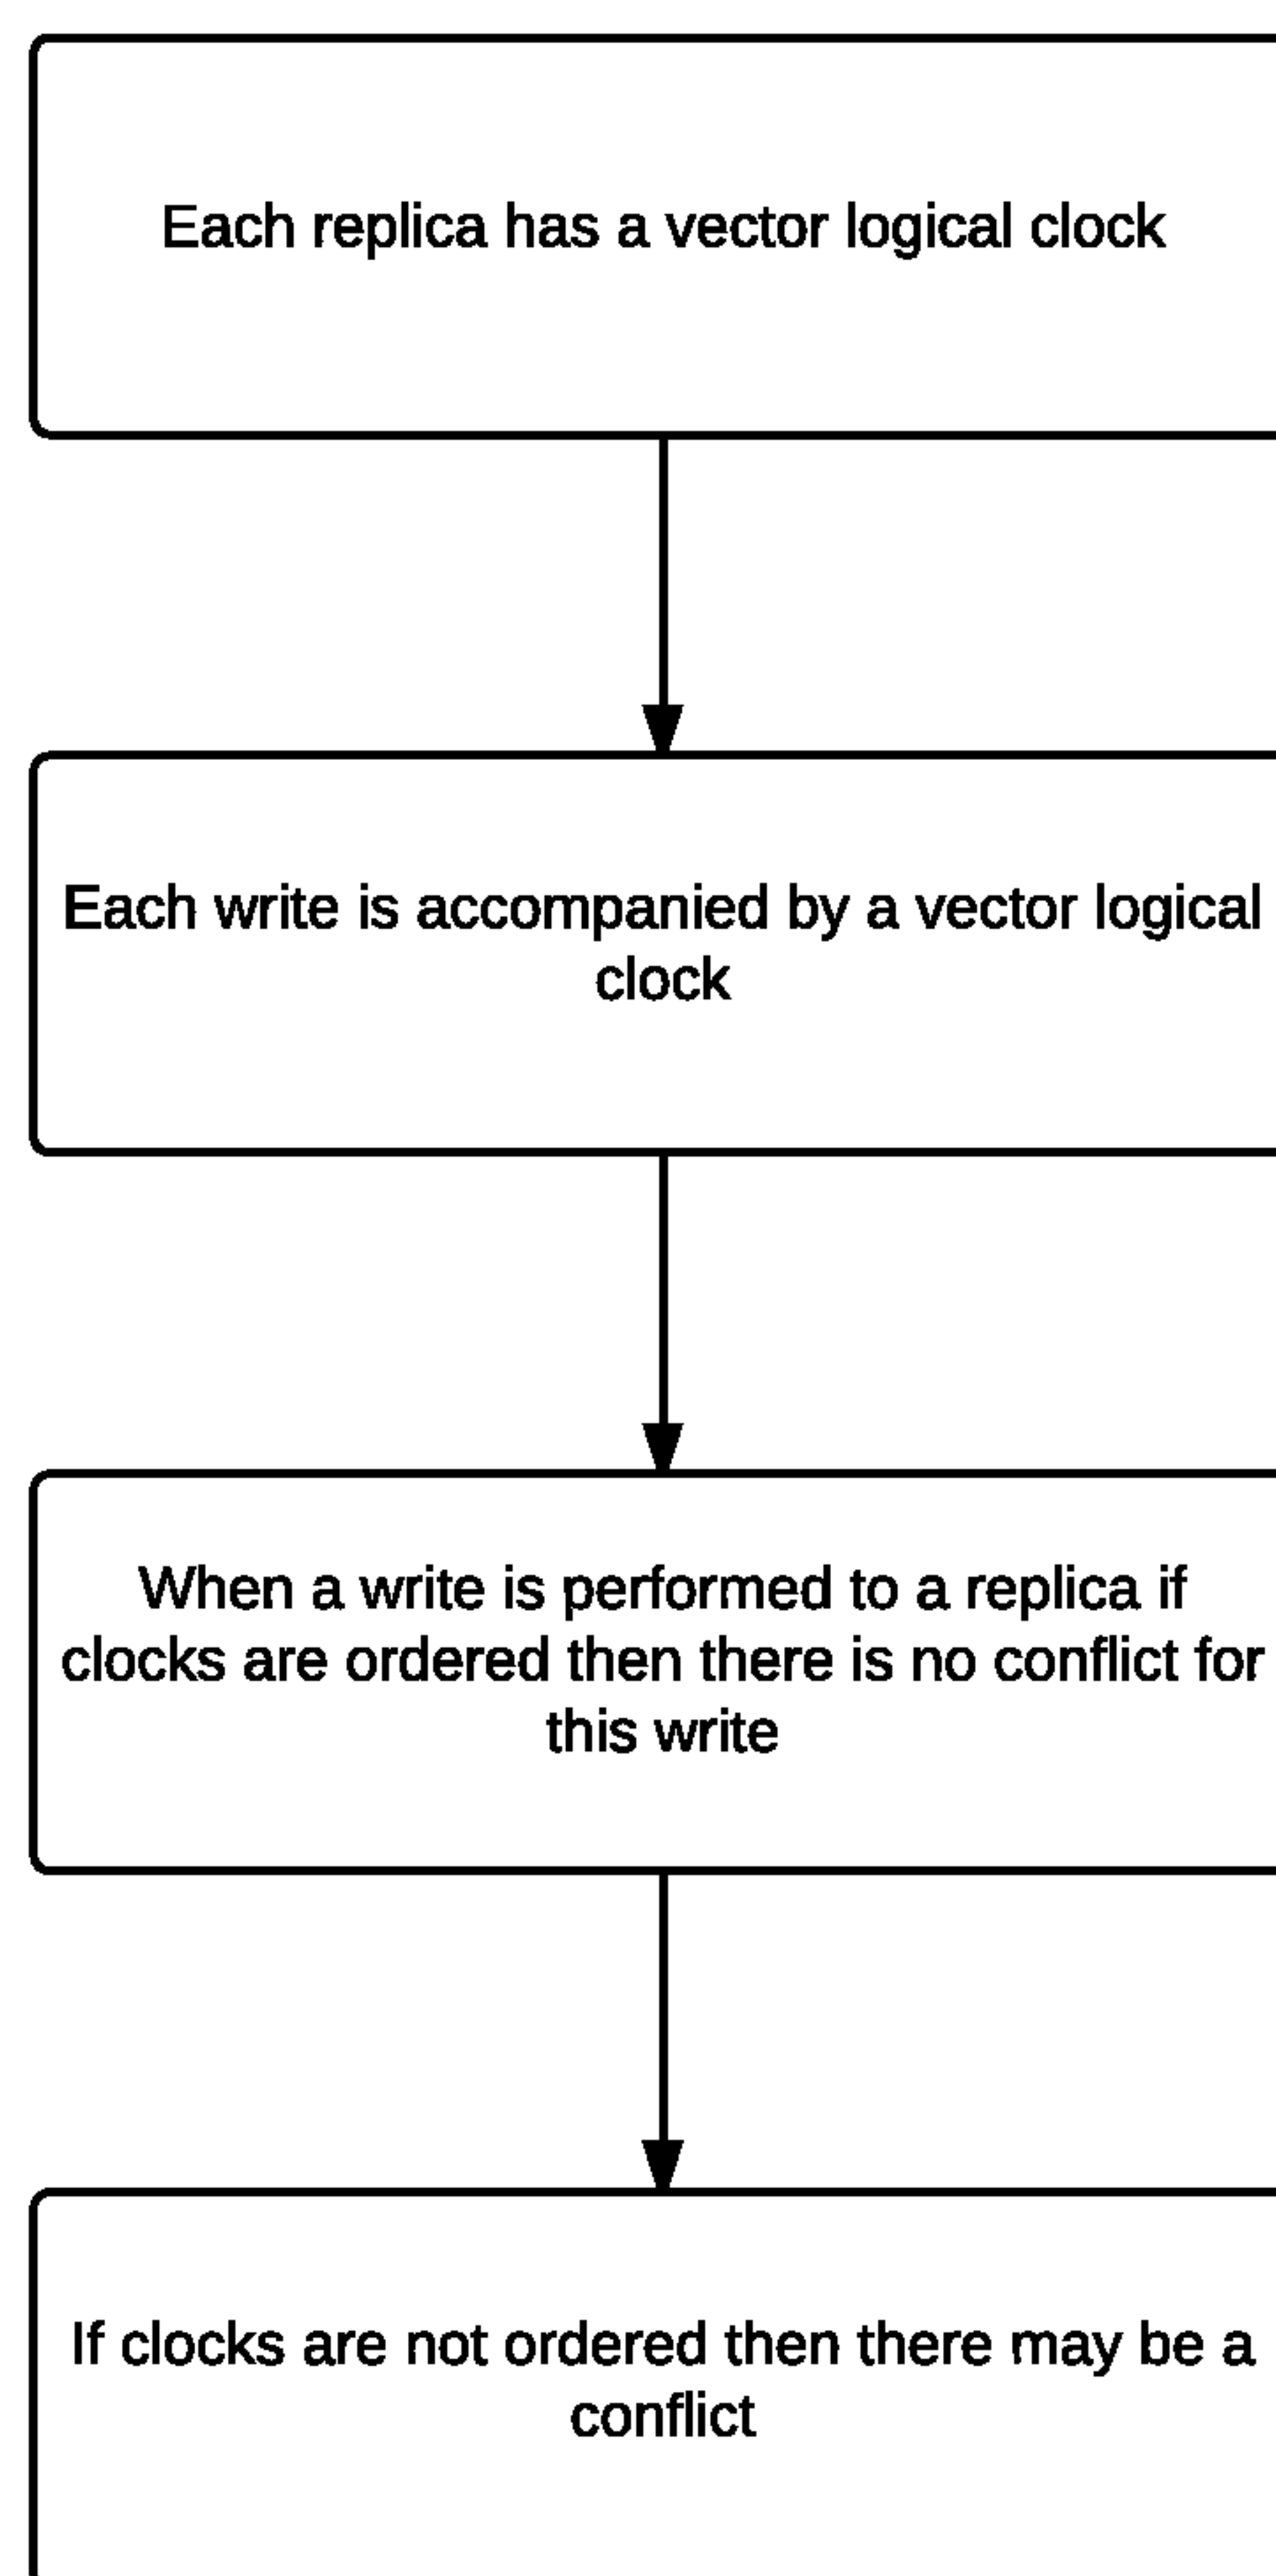 Each replica has a vector logical clock
Each write is accompanied by a vector logical
clock
When a write is performed to a replica if
clocks are ordered then there is no conflict for
this write
If clocks are not ordered then there may be a
conflict